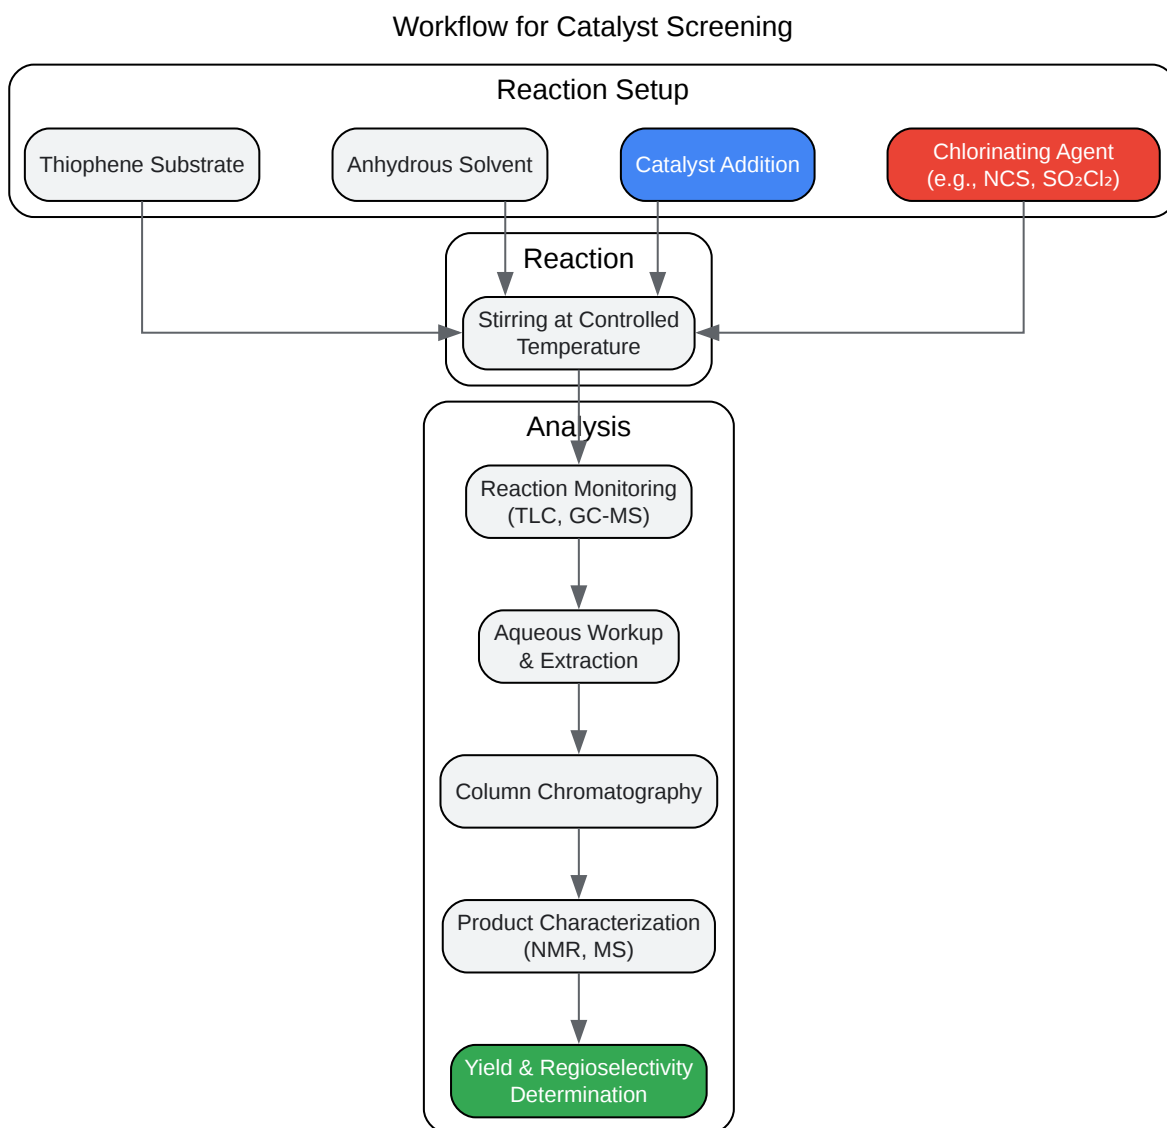 Workflow for Catalyst Screening
Reaction Setup
Thiophene Substrate
Anhydrous Solvent
Catalyst Addition
Chlorinating Agent
(e.g., NCS, SO₂Cl₂)
Reaction
Stirring at Controlled
Temperature
Analysis
Reaction Monitoring
(TLC, GC-MS)
Aqueous Workup
& Extraction
Column Chromatography
Product Characterization
(NMR, MS)
Yield & Regioselectivity
Determination